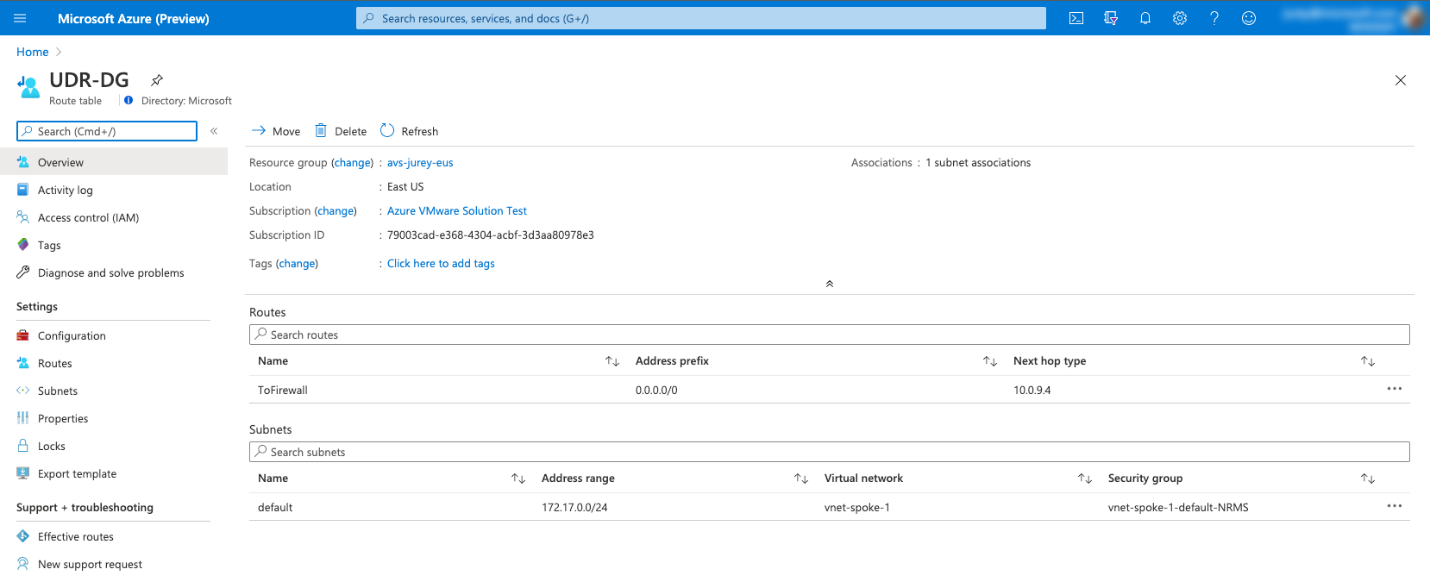 Microsoft Azure (Preview)
Search resources, services, and docs (G+/)
Home
UDR-DG
Route table
Directory: Microsoft
Search (Cmd+/)
«
Move
Delete
Refresh
Overview
Activity log
Access control (IAM)
Tags
Diagnose and solve problems
Settings
Configuration
Routes
Subnets
Properties
Locks
Export template
Support + troubleshooting
Effective routes
New support request
Resource group (change) : avs-jurey-eus
Location : East US
Subscription (change) : Azure VMware Solution Test
Subscription ID : 79003cad-e368-4304-acbf-3d3aa80978e3
Tags (change) : Click here to add tags
Associations : 1 subnet associations
Routes
Search routes
Name Address prefix Next hop type
ToFirewall 0.0.0.0/0 10.0.9.4
Subnets
Search subnets
Name Address range Virtual network Security group
default 172.17.0.0/24 vnet-spoke-1 vnet-spoke-1-default-NRMS